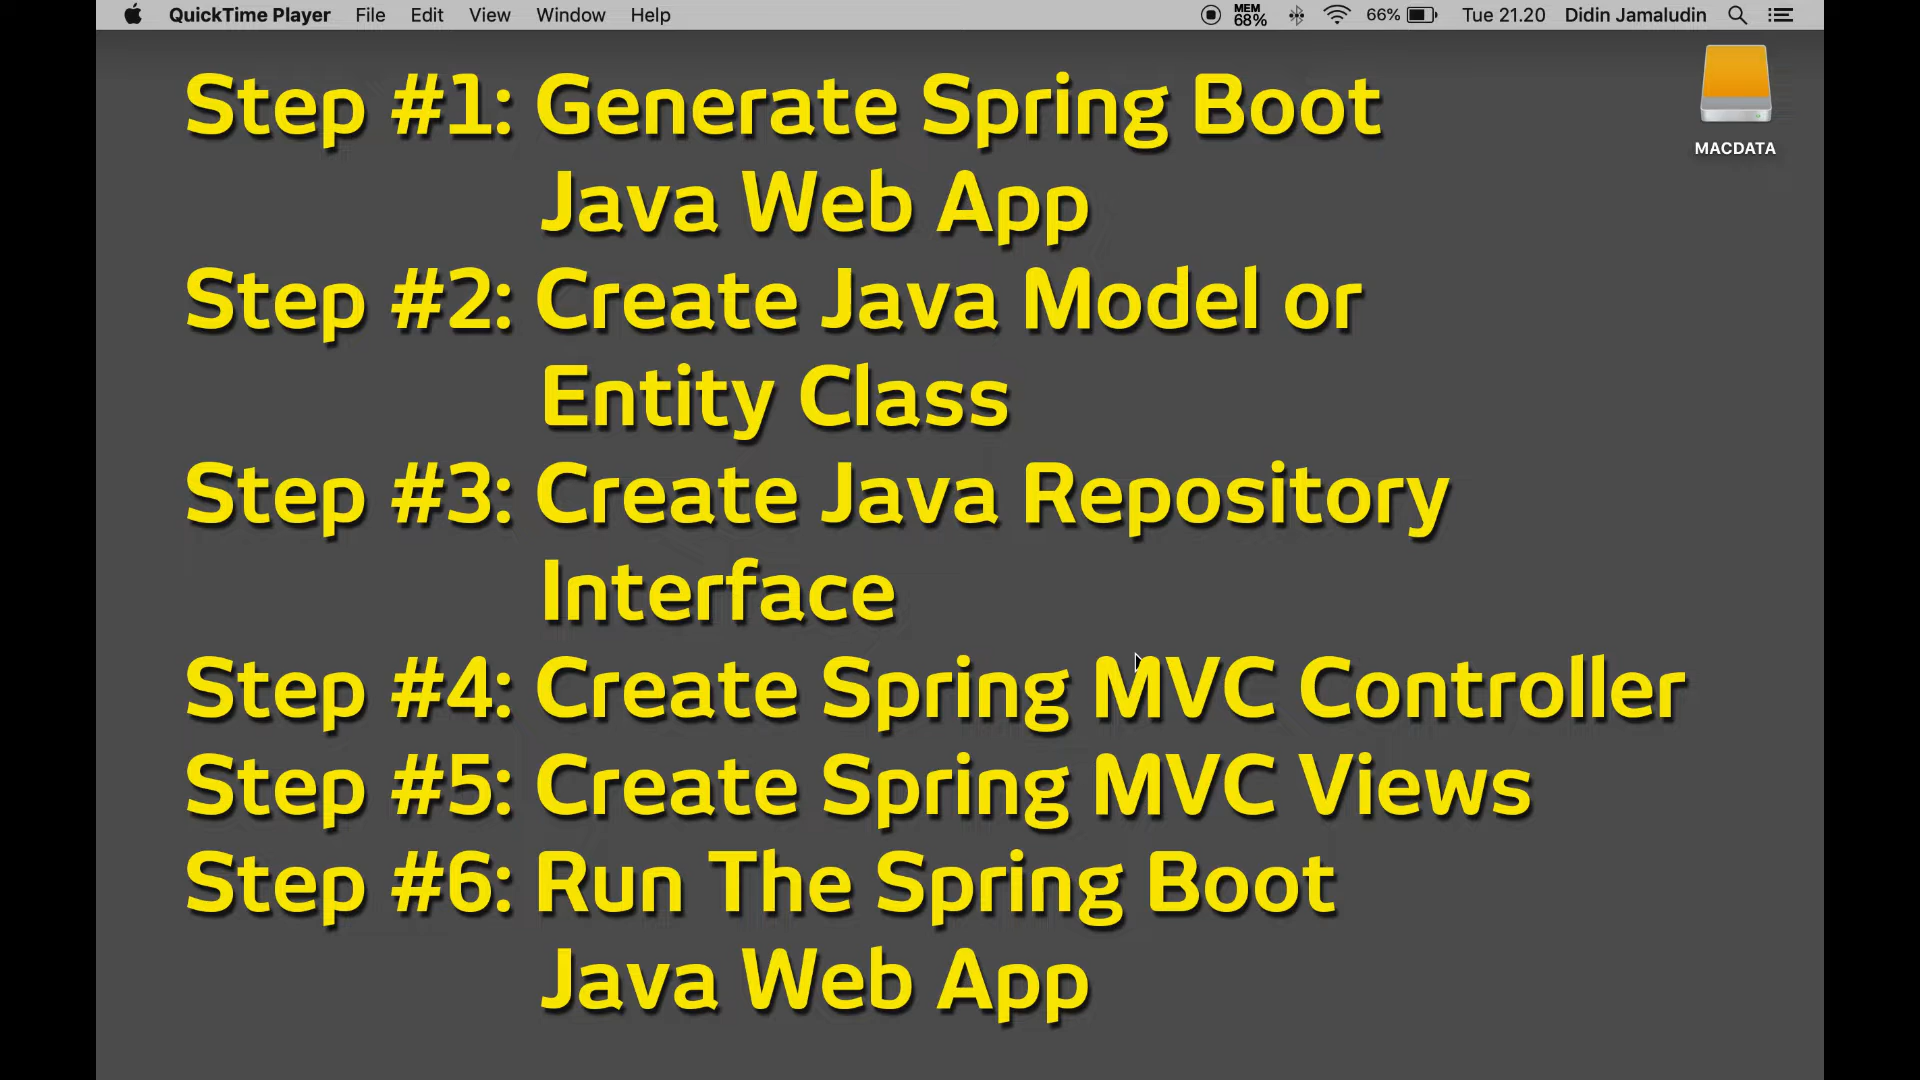 QuickTime Player File Edit View Window Help MEM 68% 66% Tue 21.20 Didin Jamaludin
MACDATA
Step #1: Generate Spring Boot
Java Web App
Step #2: Create Java Model or
Entity Class
Step #3: Create Java Repository
Interface
Step #4: Create Spring MVC Controller
Step #5: Create Spring MVC Views
Step #6: Run The Spring Boot
Java Web App